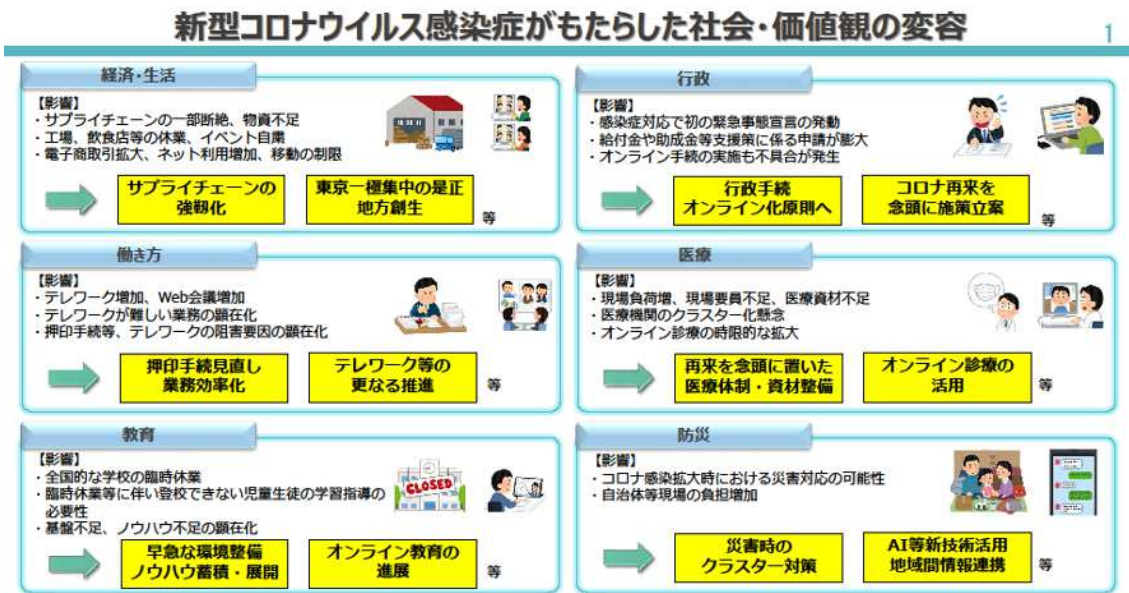 新型コロナウイルス感染症がもたらした社会・価値観の変容
1
経済・生活
【影響】
・サプライチェーンの一部断絶、物資不足
・工場、飲食店等の休業、イベント自粛
・電子商取引拡大、ネット利用増加、移動の制限
サプライチェーンの
強靱化
東京一極集中の是正
地方創生
等
行政
【影響】
・感染症対応で初の緊急事態宣言の発動
・給付金や助成金等支援策に係る申請が膨大
・オンライン手続の実施も不具合が発生
行政手続
オンライン化原則へ
コロナ再来を
念頭に施策立案
等
働き方
【影響】
・テレワーク増加、Web会議増加
・テレワークが難しい業務の顕在化
・押印手続等、テレワークの阻害要因の顕在化
押印手続見直し
業務効率化
テレワーク等の
更なる推進
等
医療
【影響】
・現場負荷増、現場要員不足、医療資材不足
・医療機関のクラスター化懸念
・オンライン診療の時限的な拡大
再来を念頭に置いた
医療体制・資材整備
オンライン診療の
活用
等
教育
【影響】
・全国的な学校の臨時休業
・臨時休業等に伴い登校できない児童生徒の学習指導の
必要性
・基盤不足、ノウハウ不足の顕在化
CLOSED
早急な環境整備
ノウハウ蓄積・展開
オンライン教育の
進展
等
防災
【影響】
・コロナ感染拡大時における災害対応の可能性
・自治体等現場の負担増加
災害時の
クラスター対策
AI等新技術活用
地域間情報連携
等